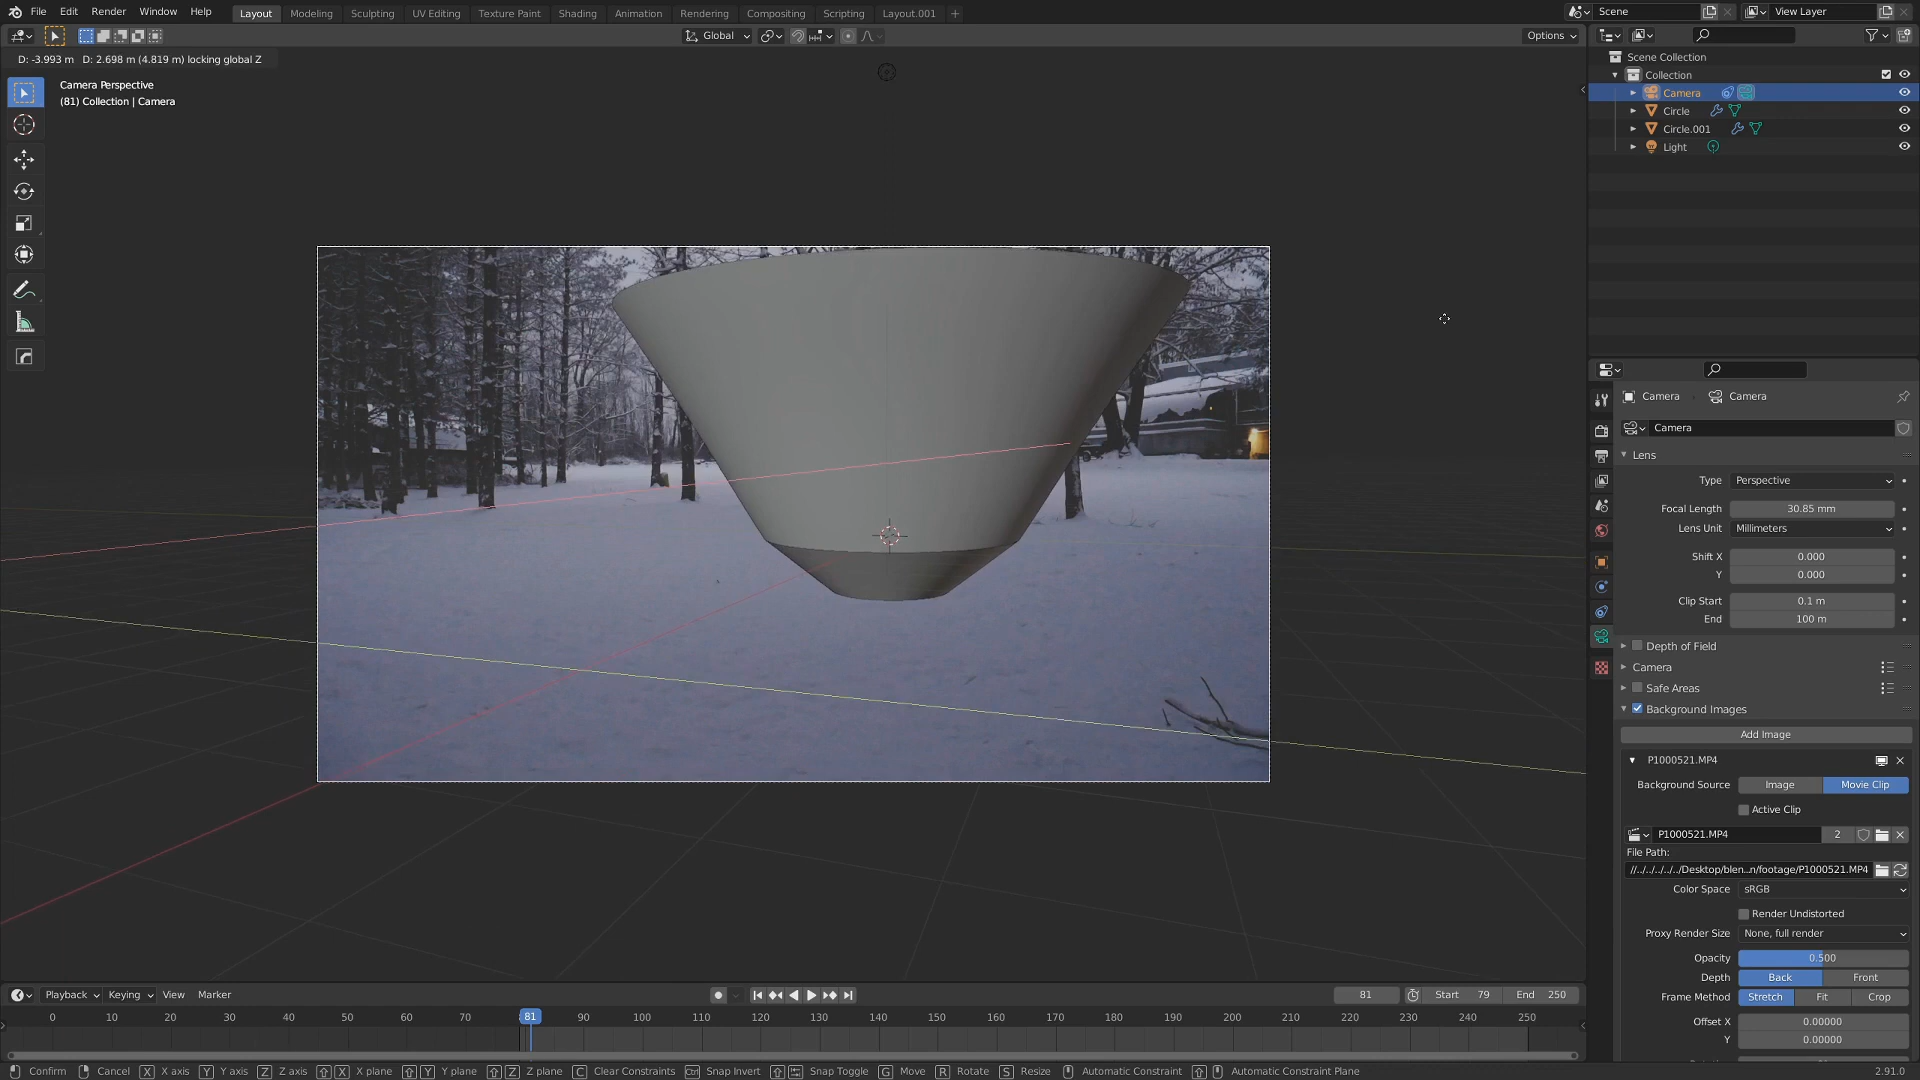 File Edit Render Window Help Layout Modeling Sculpting UV Editing Texture Paint Shading Animation Rendering Compositing Scripting Layout.001 + Scene View Layer
Global Options
D: -3.993 m D: 2.698 m (4.819 m) locking global Z
Camera Perspective
(81) Collection | Camera
Scene Collection
Collection
Camera
Circle
Circle.001
Light
Camera Camera
Camera
Lens
Type Perspective
Focal Length 30.85 mm
Lens Unit Millimeters
Shift X 0.000
Y 0.000
Clip Start 0.1 m
End 100 m
Depth of Field
Camera
Safe Areas
Background Images
Add Image
P1000521.MP4
Background Source Image Movie Clip
Active Clip
P1000521.MP4 2
File Path:
//../../../../../Desktop/blen...n/footage/P1000521.MP4
Color Space sRGB
Render Undistorted
Proxy Render Size None, full render
Opacity 0.500
Depth Back Front
Frame Method Stretch Fit Crop
Offset X 0.00000
Y 0.00000
Playback Keying View Marker 81 Start 79 End 250
0 10 20 30 40 50 60 70 81 90 100 110 120 130 140 150 160 170 180 190 200 210 220 230 240 250
Confirm Cancel X X axis Y Y axis Z Z axis X X plane Y Y plane Z Z plane C Clear Constraints Ctrl Snap Invert Snap Toggle G Move R Rotate S Resize Automatic Constraint Automatic Constraint Plane 2.91.0